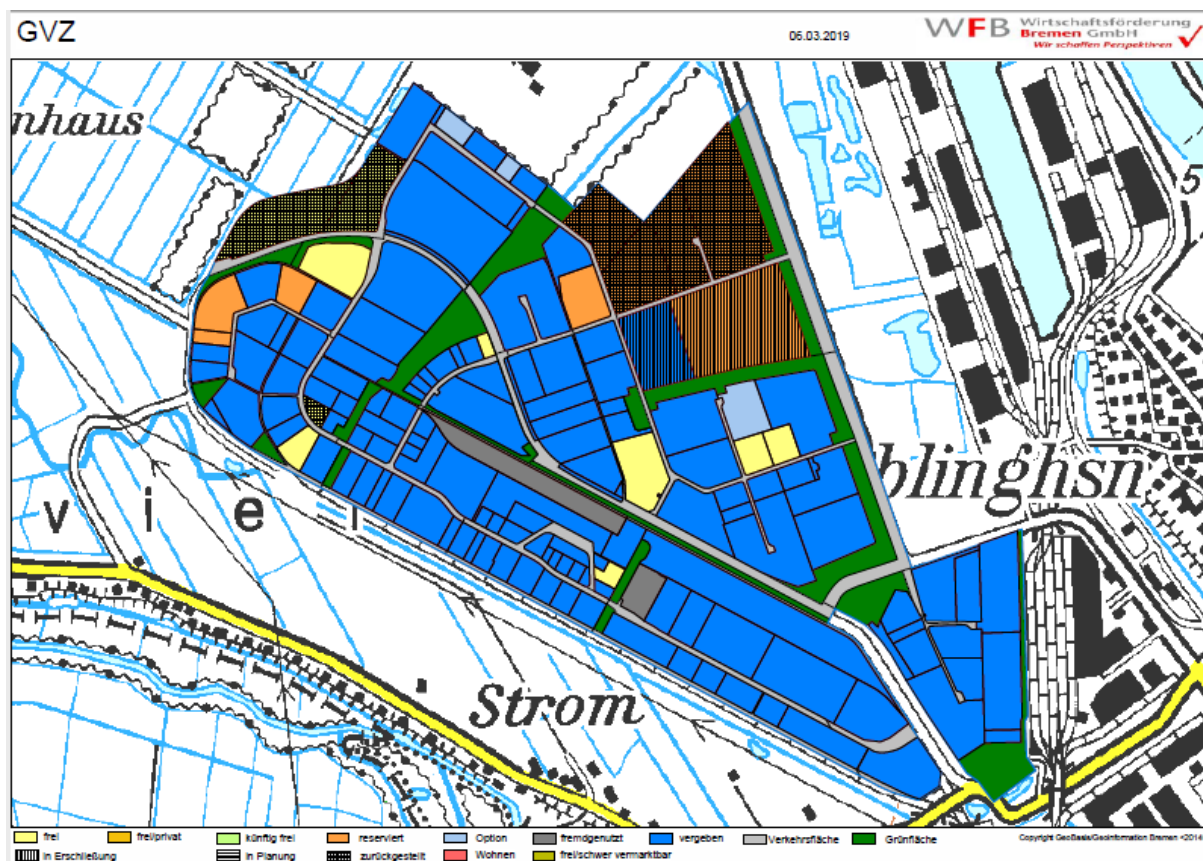 GVZ
06.03.2019
WFB Wirtschaftsförderung
Bremen GmbH
Wir schaffen Perspektiven
nhaus
5
blinghsn
v i e l
Strom
frei frei/privat künftig frei reserviert Option fremdgenutzt vergeben Verkehrsfläche Grünfläche
Copyright GeoBasis/GeoInformation Bremen
in Erschließung in Planung zurückgestellt Wohnen frei/schwer vermarktbar